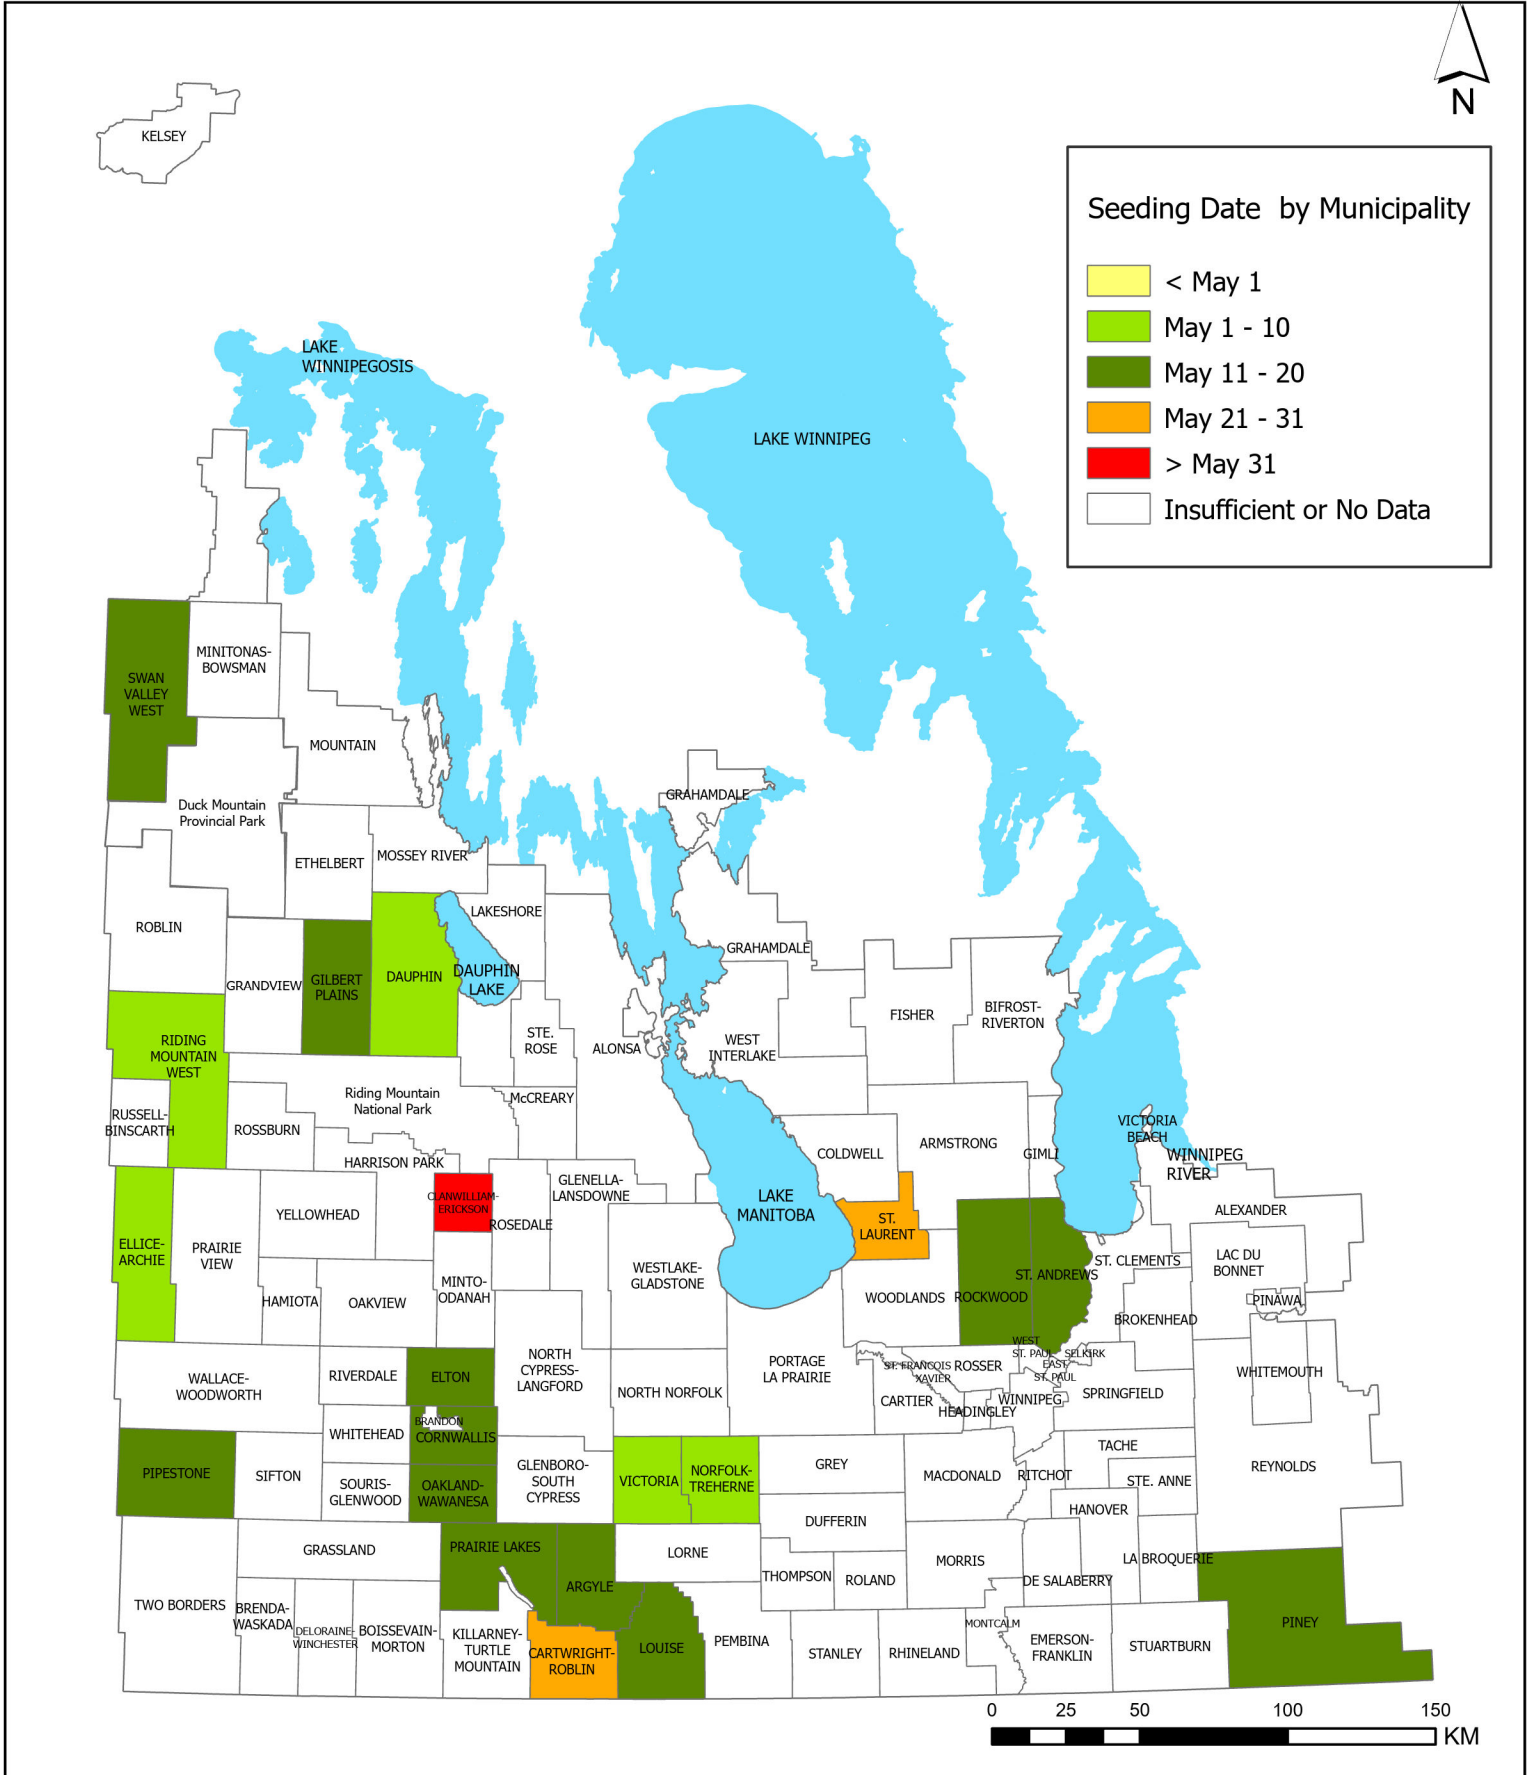 N
KELSEY
Seeding Date by Municipality
< May 1
May 1 - 10
May 11 - 20
May 21 - 31
> May 31
Insufficient or No Data
LAKE
WINNIPEGOSIS
LAKE WINNIPEG
MINITONAS-
BOWSMAN
SWAN
VALLEY
WEST
MOUNTAIN
Duck Mountain
Provincial Park
GRAHAMDALE
ETHELBERT
MOSSEY RIVER
ROBLIN
LAKESHORE
GRAHAMDALE
GRANDVIEW
GILBERT
PLAINS
DAUPHIN
DAUPHIN
LAKE
FISHER
BIFROST-
RIVERTON
RIDING
MOUNTAIN
WEST
STE.
ROSE
ALONSA
WEST
INTERLAKE
Riding Mountain
National Park
McCREARY
RUSSELL-
BINSCARTH
ROSSBURN
HARRISON PARK
COLDWELL
ARMSTRONG
GIMLI
VICTORIA
BEACH
WINNIPEG
RIVER
CLANWILLIAM-
ERICKSON
GLENELLA-
LANSDOWNE
YELLOWHEAD
ROSEDALE
LAKE
MANITOBA
ST.
LAURENT
ALEXANDER
ELLICE-
ARCHIE
PRAIRIE
VIEW
WESTLAKE-
GLADSTONE
ST. CLEMENTS
LAC DU
BONNET
ST. ANDREWS
HAMIOTA
OAKVIEW
MINTO-
ODANAH
WOODLANDS
ROCKWOOD
PINAWA
BROKENHEAD
WALLACE-
WOODWORTH
RIVERDALE
ELTON
NORTH
CYPRESS-
LANGFORD
NORTH NORFOLK
PORTAGE
LA PRAIRIE
ST. FRANCOIS
XAVIER
ROSSER
WEST
ST. PAUL
SELKIRK
EAST
ST. PAUL
WHITEMOUTH
CARTIER
HEADINGLEY
WINNIPEG
SPRINGFIELD
WHITEHEAD
BRANDON
CORNWALLIS
TACHE
PIPESTONE
SIFTON
SOURIS-
GLENWOOD
OAKLAND-
WAWANESA
GLENBORO-
SOUTH
CYPRESS
VICTORIA
NORFOLK-
TREHERNE
GREY
MACDONALD
RITCHOT
STE. ANNE
REYNOLDS
HANOVER
DUFFERIN
GRASSLAND
PRAIRIE LAKES
ARGYLE
LORNE
THOMPSON
ROLAND
MORRIS
DE SALABERRY
LA BROQUERIE
TWO BORDERS
BRENDA-
WASKADA
DELORAINE-
WINCHESTER
BOISSEVAIN-
MORTON
KILLARNEY-
TURTLE
MOUNTAIN
CARTWRIGHT-
ROBLIN
LOUISE
PEMBINA
STANLEY
RHINELAND
MONTCALM
EMERSON-
FRANKLIN
STUARTBURN
PINEY
0 25 50 100 150
KM